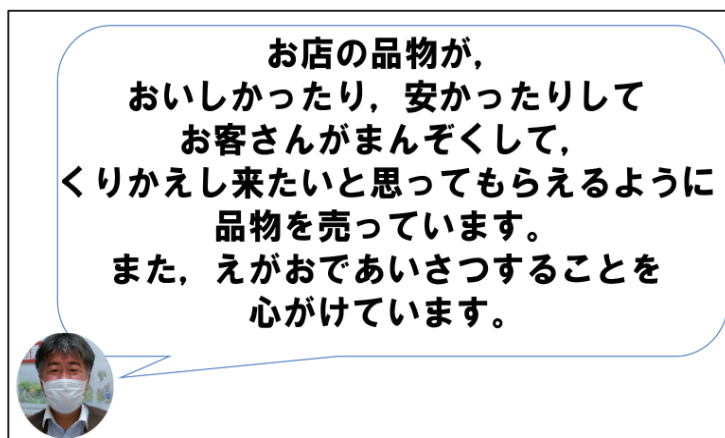 お店の品物が，
おいしかったり，安かったりして
お客さんがまんぞくして，
くりかえし来たいと思ってもらえるように
品物を売っています。
また，えがおであいさつすることを
心がけています。